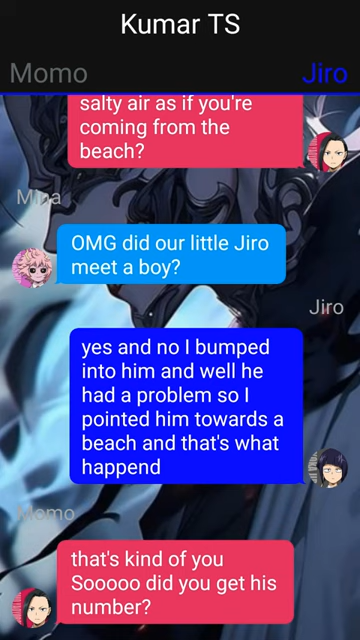 Kumar TS
Momo
Jiro
salty air as if you're
coming from the
beach?
Mina
OMG did our little Jiro
meet a boy?
Jiro
yes and no I bumped
into him and well he
had a problem so I
pointed him towards a
beach and that's what
happend
Momo
that's kind of you
Sooooo did you get his
number?